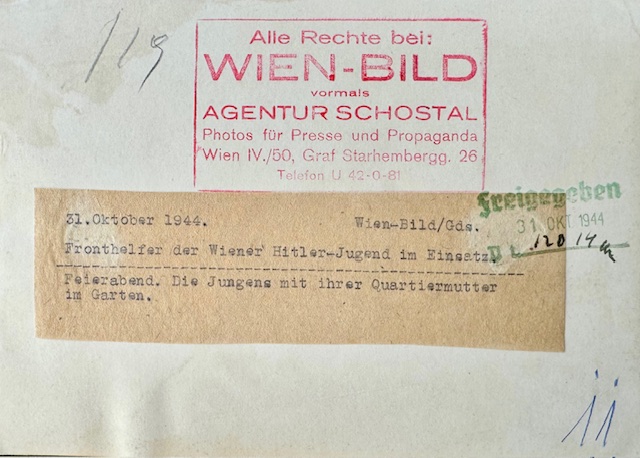 119
Alle Rechte bei:
WIEN-BILD
vormals
AGENTUR SCHOSTAL
Photos für Presse und Propaganda
Wien IV./50, Graf Starhembergg. 26
Telefon U 42-0-81
freigegeben
31. Oktober 1944. Wien-Bild/Gds.
31 OKT 1944
Fronthelfer der Wiener Hitler-Jugend im Einsatz.
Feierabend. Die Jungens mit ihrer Quartiermutter
im Garten.